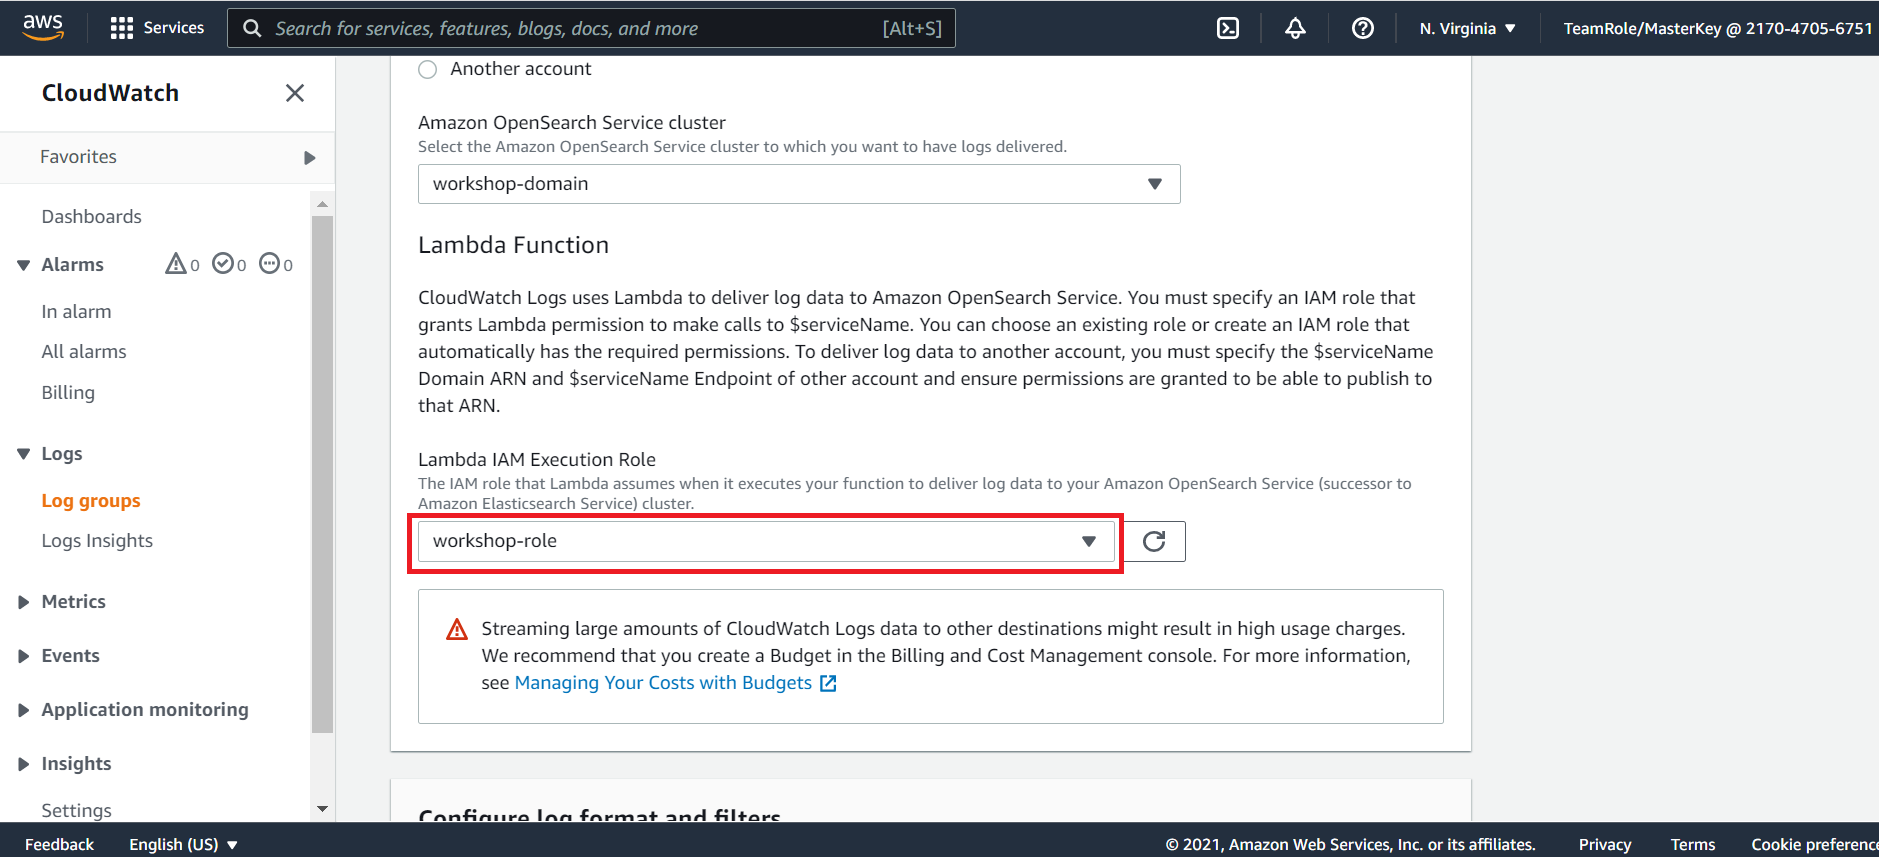 aws
Services
Search for services, features, blogs, docs, and more
[Alt+S]
N. Virginia
TeamRole/MasterKey @ 2170-4705-6751
CloudWatch
Favorites
Dashboards
Alarms
0
0
0
In alarm
All alarms
Billing
Logs
Log groups
Logs Insights
Metrics
Events
Application monitoring
Insights
Settings
Another account
Amazon OpenSearch Service cluster
Select the Amazon OpenSearch Service cluster to which you want to have logs delivered.
workshop-domain
Lambda Function
CloudWatch Logs uses Lambda to deliver log data to Amazon OpenSearch Service. You must specify an IAM role that
grants Lambda permission to make calls to $serviceName. You can choose an existing role or create an IAM role that
automatically has the required permissions. To deliver log data to another account, you must specify the $serviceName
Domain ARN and $serviceName Endpoint of other account and ensure permissions are granted to be able to publish to
that ARN.
Lambda IAM Execution Role
The IAM role that Lambda assumes when it executes your function to deliver log data to your Amazon OpenSearch Service (successor to
Amazon Elasticsearch Service) cluster.
workshop-role
Streaming large amounts of CloudWatch Logs data to other destinations might result in high usage charges.
We recommend that you create a Budget in the Billing and Cost Management console. For more information,
see Managing Your Costs with Budgets
Configure log format and filters
Feedback
English (US)
© 2021, Amazon Web Services, Inc. or its affiliates.
Privacy
Terms
Cookie preference